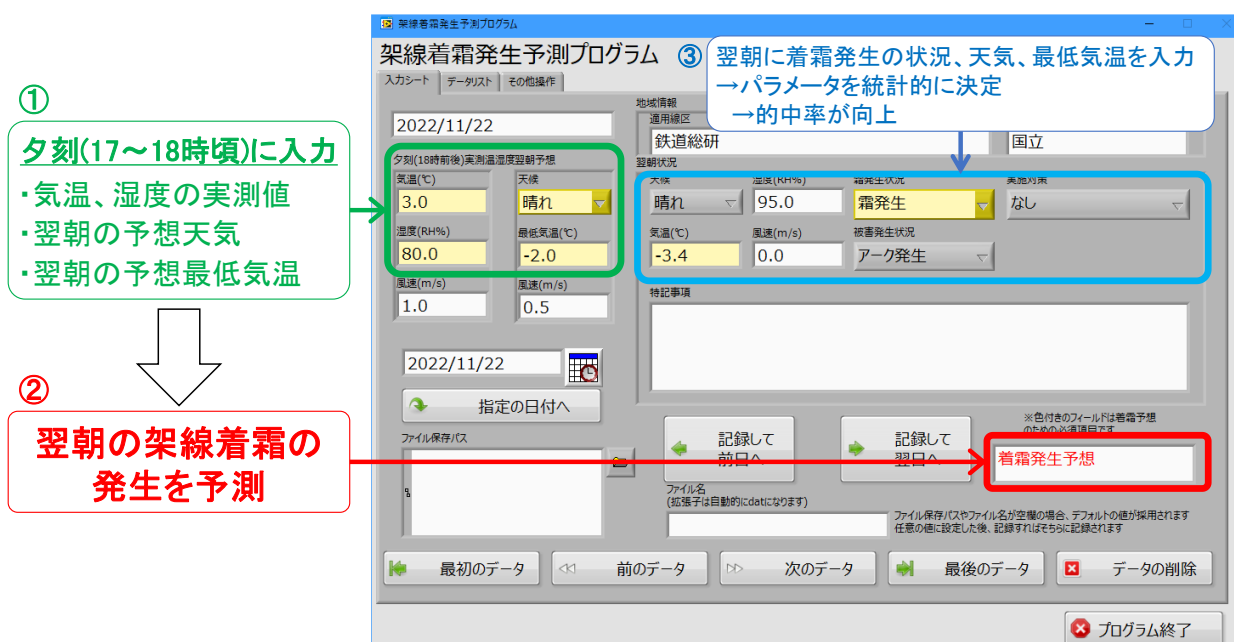 ①
夕刻(17～18時頃)に入力
・気温、湿度の実測値
・翌朝の予想天気
・翌朝の予想最低気温
②
翌朝の架線着霜の
発生を予測
架線着霜発生予測プログラム
架線着霜発生予測プログラム
③
翌朝に着霜発生の状況、天気、最低気温を入力
→パラメータを統計的に決定
→的中率が向上
入力シート
データリスト
その他操作
2022/11/22
夕刻(18時前後)実測温湿度翌朝予想
気温(℃)
天候
3.0
晴れ
湿度(RH%)
最低気温(℃)
80.0
-2.0
風速(m/s)
風速(m/s)
1.0
0.5
2022/11/22
指定の日付へ
ファイル保存パス
地域情報
適用線区
鉄道総研
国立
翌朝状況
天候
湿度(RH%)
霜発生状況
実施対策
晴れ
95.0
霜発生
なし
気温(℃)
風速(m/s)
被害発生状況
-3.4
0.0
アーク発生
特記事項
記録して
前日へ
記録して
翌日へ
※色付きのフィールドは着霜予想
のための必須項目です
着霜発生予想
ファイル名
(拡張子は自動的にdatになります)
ファイル保存パスやファイル名が空欄の場合、デフォルトの値が採用されます
任意の値に設定した後、記録すればそちらに記録されます
最初のデータ
前のデータ
次のデータ
最後のデータ
データの削除
プログラム終了